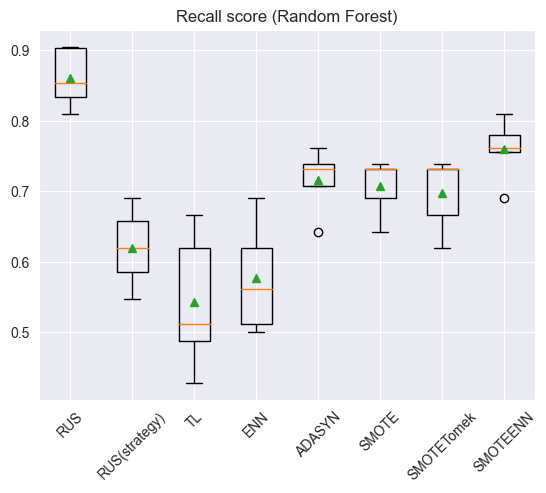 Recall score (Random Forest)
0.9
0.8
0.7
0.6
0.5
RUS
RUS(strategy)
TL
ENN
ADASYN
SMOTE
SMOTETomek
SMOTEENN